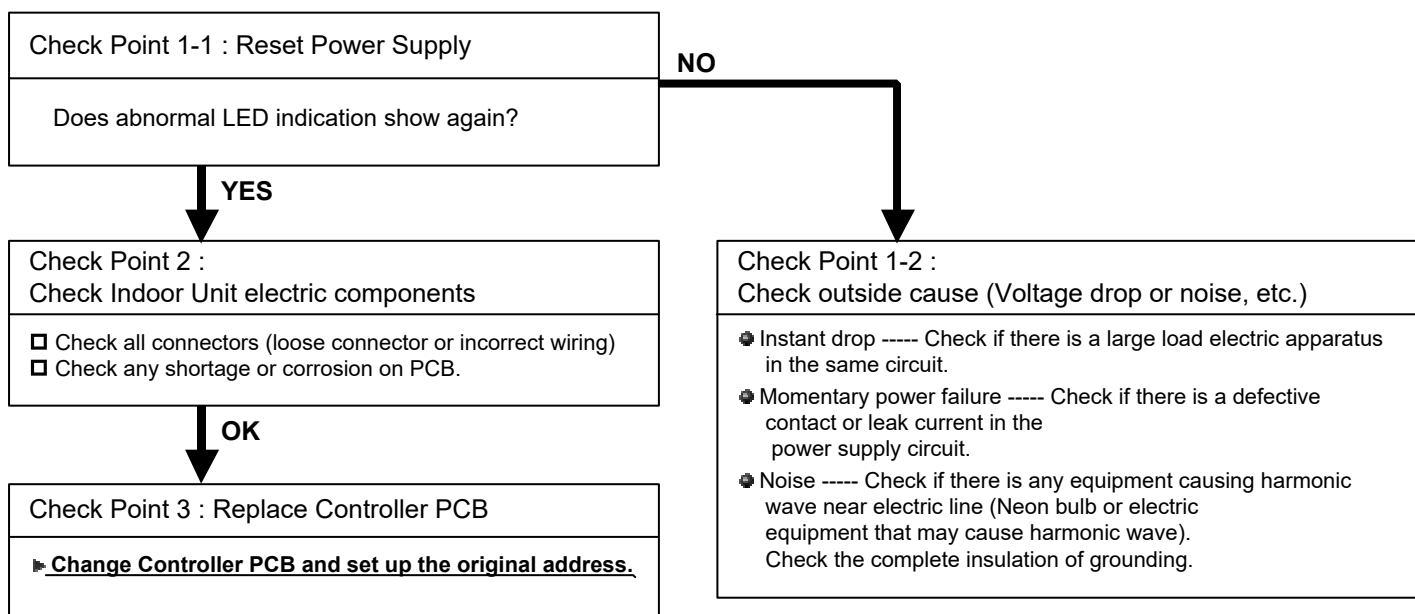 Check Point 1-1 : Reset Power Supply
Does abnormal LED indication show again?
NO
YES
Check Point 2 :
Check Indoor Unit electric components
Check all connectors (loose connector or incorrect wiring)
Check any shortage or corrosion on PCB.
OK
Check Point 3 : Replace Controller PCB
Change Controller PCB and set up the original address.
Check Point 1-2 :
Check outside cause (Voltage drop or noise, etc.)
Instant drop ----- Check if there is a large load electric apparatus
in the same circuit.
Momentary power failure ----- Check if there is a defective
contact or leak current in the
power supply circuit.
Noise ----- Check if there is any equipment causing harmonic
wave near electric line (Neon bulb or electric
equipment that may cause harmonic wave).
Check the complete insulation of grounding.